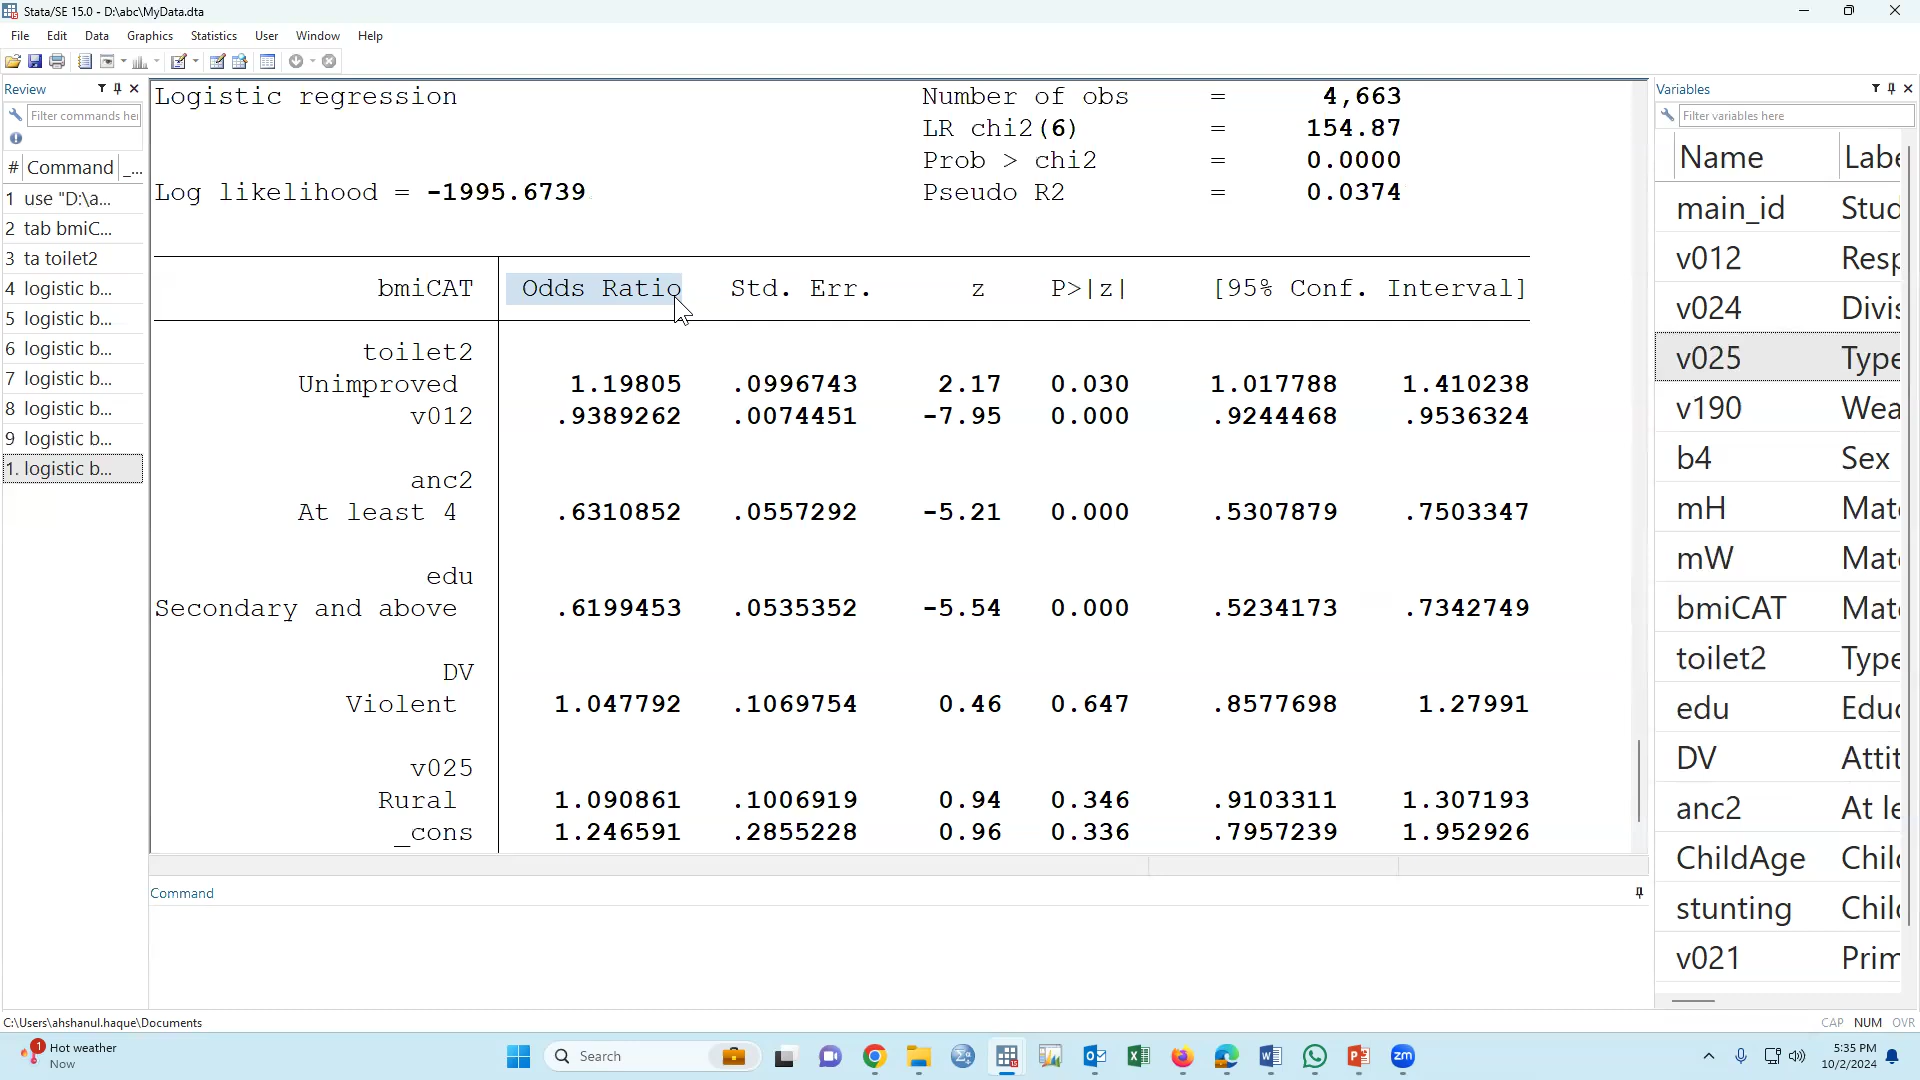 Stata/SE 15.0 - D:\abc\MyData.dta
File Edit Data Graphics Statistics User Window Help
Review
Filter commands he
# Command _...
1 use "D:\a...
2 tab bmiC...
3 ta toilet2
4 logistic b...
5 logistic b...
6 logistic b...
7 logistic b...
8 logistic b...
9 logistic b...
1. logistic b...
Logistic regression Number of obs = 4,663
LR chi2(6) = 154.87
Prob > chi2 = 0.0000
Log likelihood = -1995.6739 Pseudo R2 = 0.0374
bmiCAT Odds Ratio Std. Err. z P>|z| [95% Conf. Interval]
toilet2
Unimproved 1.19805 .0996743 2.17 0.030 1.017788 1.410238
v012 .9389262 .0074451 -7.95 0.000 .9244468 .9536324
anc2
At least 4 .6310852 .0557292 -5.21 0.000 .5307879 .7503347
edu
Secondary and above .6199453 .0535352 -5.54 0.000 .5234173 .7342749
DV
Violent 1.047792 .1069754 0.46 0.647 .8577698 1.27991
v025
Rural 1.090861 .1006919 0.94 0.346 .9103311 1.307193
_cons 1.246591 .2855228 0.96 0.336 .7957239 1.952926
Command
Variables
Filter variables here
Name Labe
main_id Stud
v012 Resp
v024 Divis
v025 Type
v190 Wea
b4 Sex
mH Mate
mW Mate
bmiCAT Mate
toilet2 Type
edu Educ
DV Attit
anc2 At le
ChildAge Chil
stunting Chil
v021 Prim
C:\Users\ahshanul.haque\Documents
CAP NUM OVR
1
Hot weather
Now
Search
zm
5:35 PM
10/2/2024